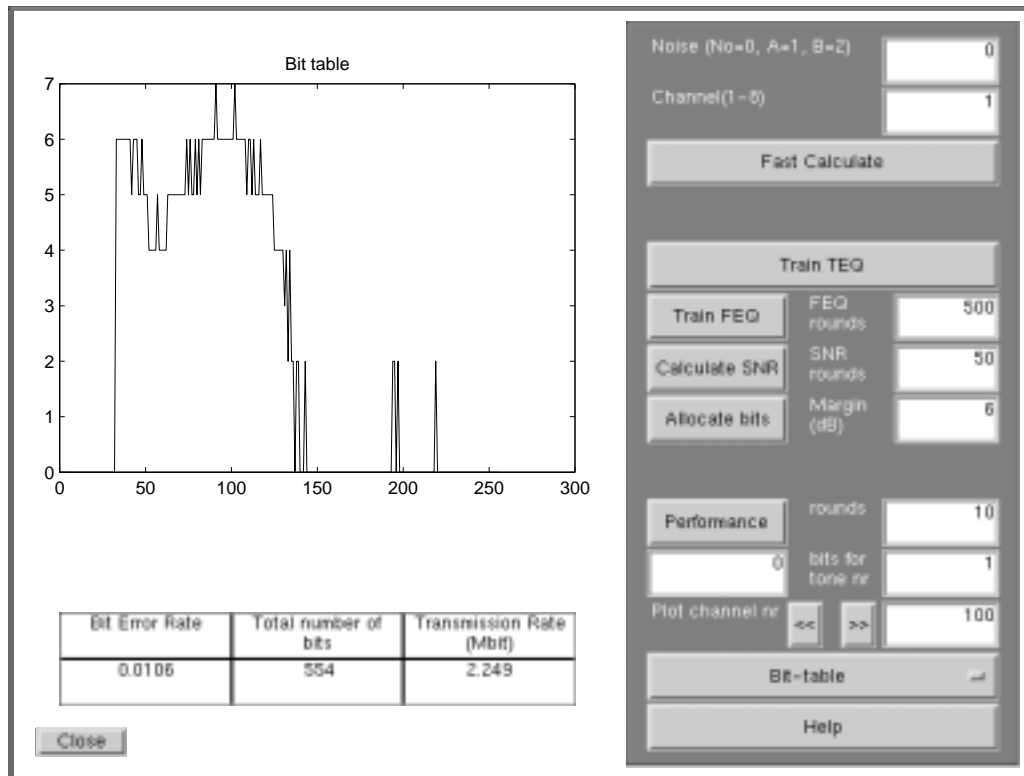 Bit table
7
6
5
4
3
2
1
0
0 50 100 150 200 250 300
Bit Error Rate Total number of bits Transmission Rate (Mbit)
0.0106 554 2.249
Close
Noise (No=0, A=1, B=2) 0
Channel(1-8) 1
Fast Calculate
Train TEQ
Train FEQ FEQ rounds 500
Calculate SNR SNR rounds 50
Allocate bits Margin (dB) 6
Performance rounds 10
0 bits for tone nr 1
Plot channel nr << >> 100
Bit-table
Help